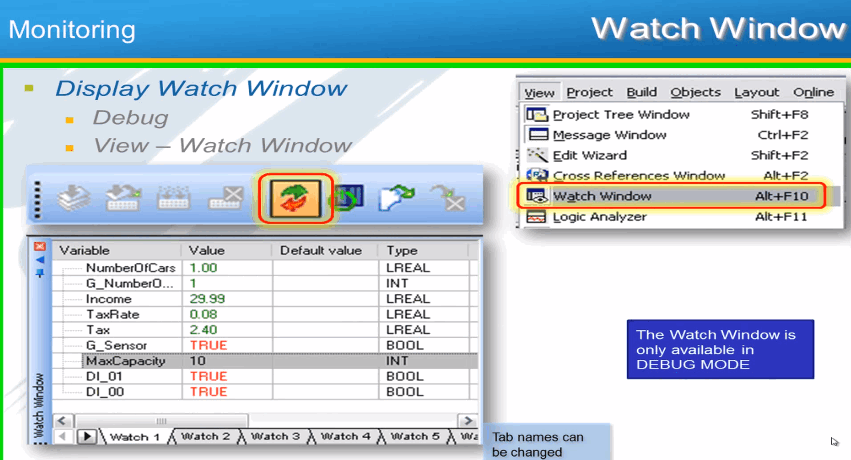 Monitoring
Watch Window
Display Watch Window
Debug
View – Watch Window
View Project Build Objects Layout Online
Project Tree Window Shift+F8
Message Window Ctrl+F2
Edit Wizard Shift+F2
Cross References Window Alt+F2
Watch Window Alt+F10
Logic Analyzer Alt+F11
Variable Value Default value Type
NumberOfCars 1.00 LREAL
G_NumberO... 1 INT
Income 29.99 LREAL
TaxRate 0.08 LREAL
Tax 2.40 LREAL
G_Sensor TRUE BOOL
MaxCapacity 10 INT
DI_01 TRUE BOOL
DI_00 TRUE BOOL
Watch Window
Watch 1 Watch 2 Watch 3 Watch 4 Watch 5 Wa
The Watch Window is
only available in
DEBUG MODE
Tab names can
be changed